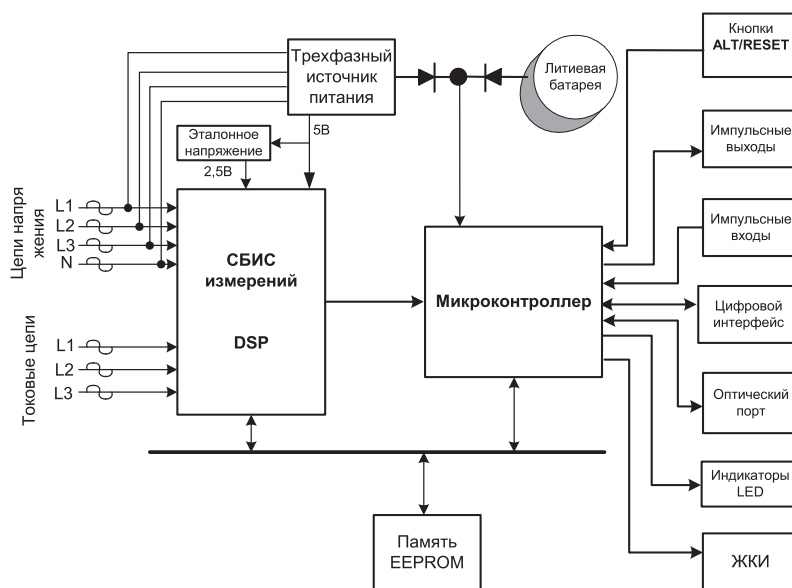 Трехфазный
источник
питания
Литиевая
батарея
Кнопки
ALT/RESET
5В
Эталонное
напряжение
2,5В
Импульсные
выходы
Цепи напря
жения
L1
L2
L3
N
СБИС
измерений
DSP
Импульсные
входы
Микроконтроллер
Цифровой
интерфейс
Токовые цепи
L1
L2
L3
Оптический
порт
Индикаторы
LED
Память
EEPROM
ЖКИ